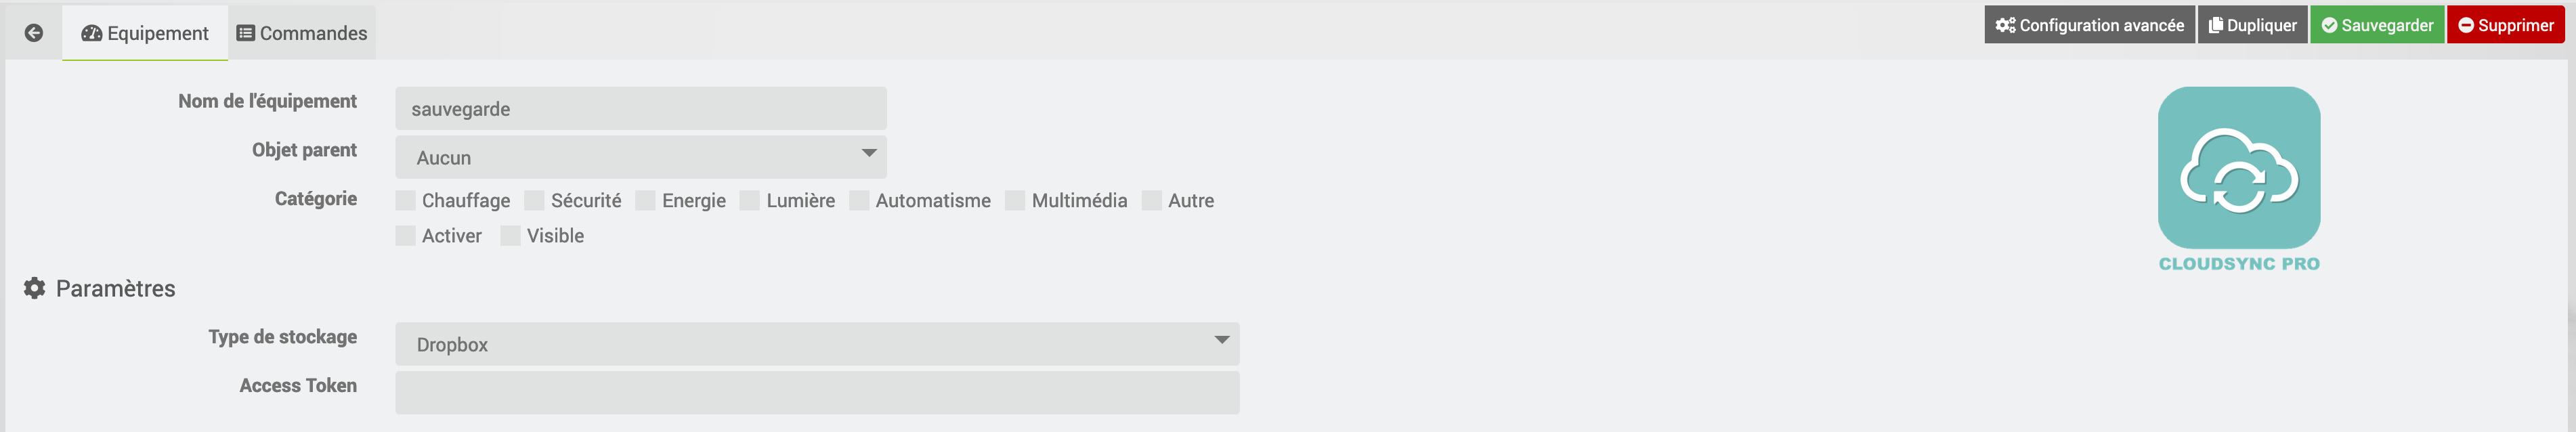 Equipement Commandes Configuration avancée Dupliquer Sauvegarder Supprimer
Nom de l'équipement sauvegarde
Objet parent Aucun
Catégorie Chauffage Sécurité Energie Lumière Automatisme Multimédia Autre
Activer Visible
CLOUDSYNC PRO
Paramètres
Type de stockage Dropbox
Access Token